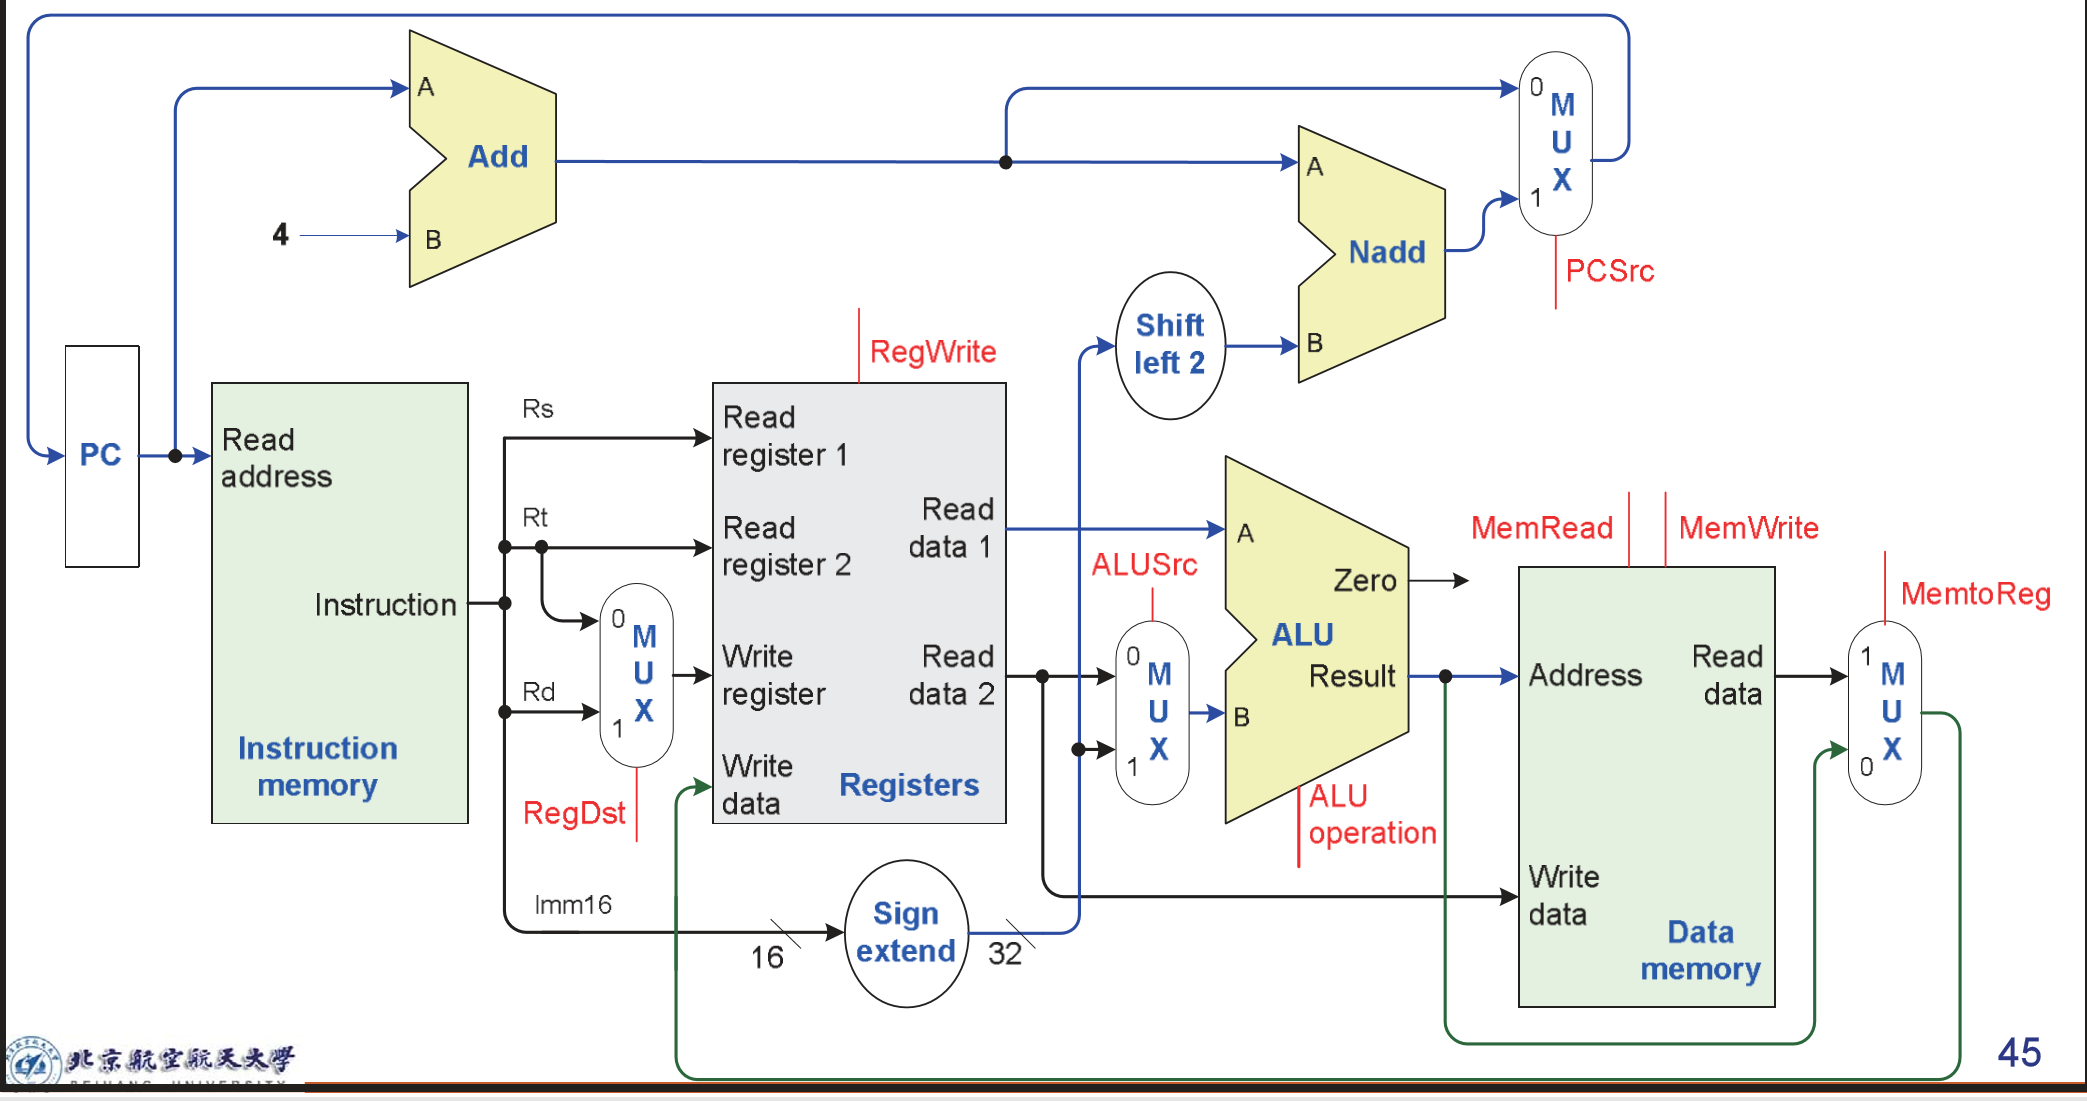 A
Add
4
B
0
M
U
X
1
A
Nadd
B
PCSrc
Shift
left 2
RegWrite
PC
Read
address
Instruction
Instruction
memory
Rs
Rt
Rd
Imm16
0
M
U
X
1
RegDst
Read
register 1
Read
register 2
Write
register
Write
data
Read
data 1
Read
data 2
Registers
16
Sign
extend
32
ALUSrc
0
M
U
X
1
A
B
Zero
ALU
Result
ALU
operation
MemRead
MemWrite
Address
Read
data
Write
data
Data
memory
MemtoReg
1
M
U
X
0
北京航空航天大学
BEIHANG UNIVERSITY
45